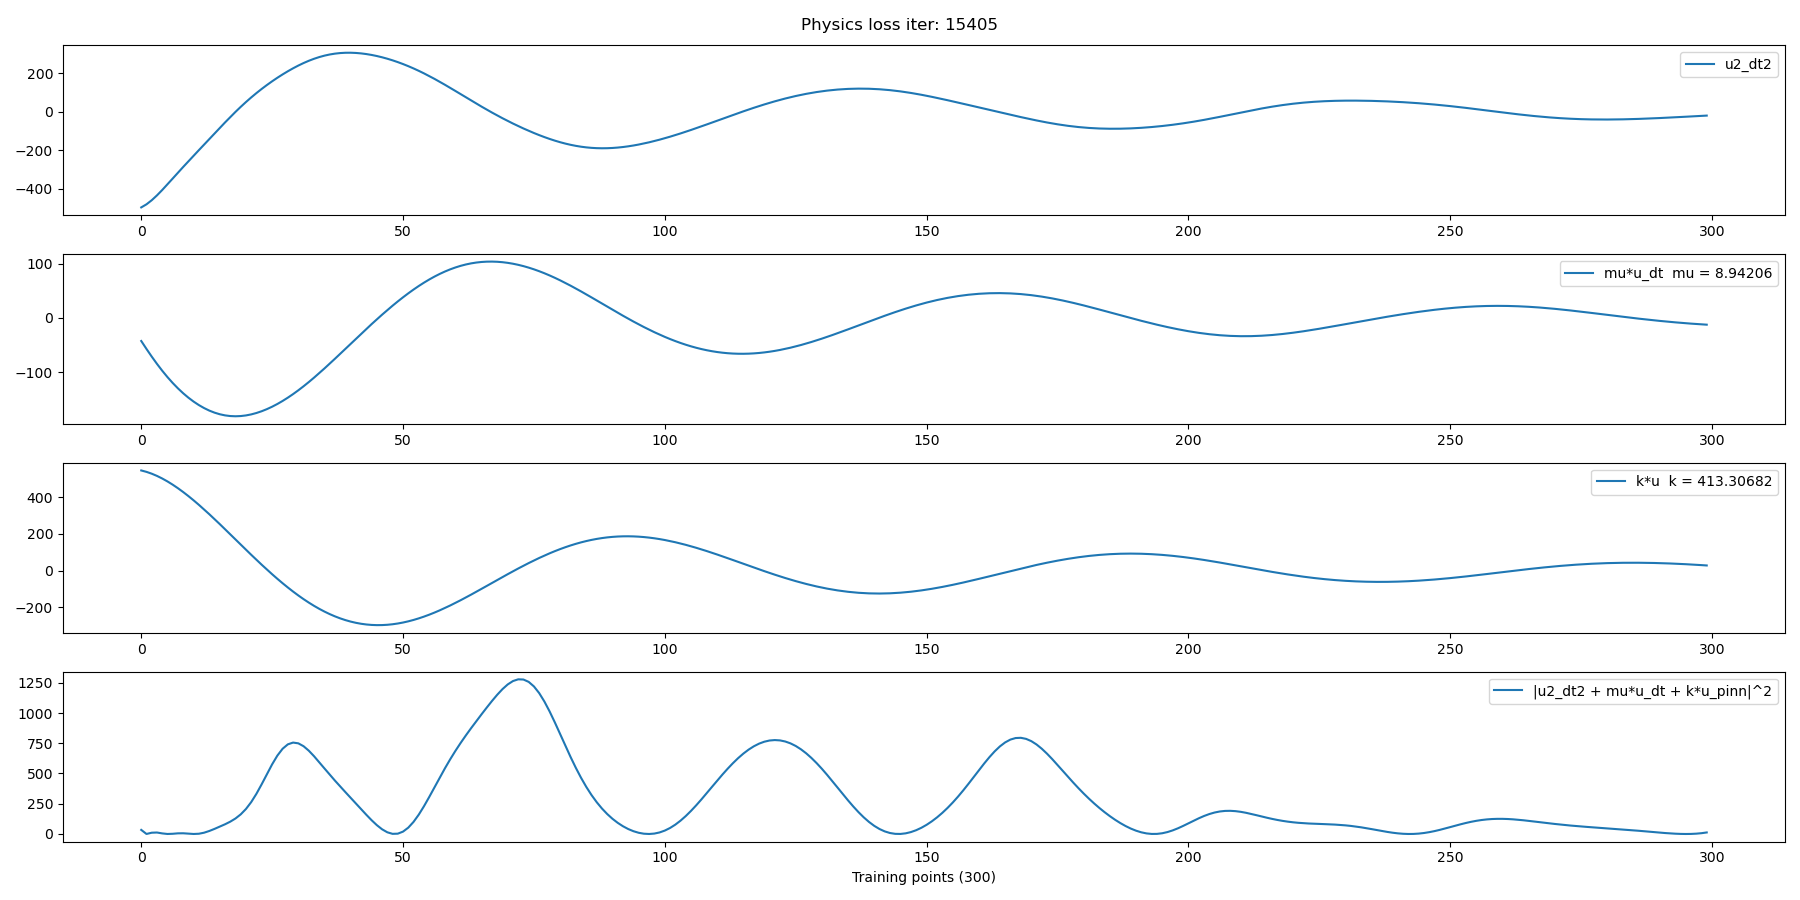 Physics loss iter: 15405
200
0
−200
−400
u2_dt2
0 50 100 150 200 250 300
100
0
−100
mu*u_dt  mu = 8.94206
0 50 100 150 200 250 300
400
200
0
−200
k*u  k = 413.30682
0 50 100 150 200 250 300
1250
1000
750
500
250
0
|u2_dt2 + mu*u_dt + k*u_pinn|^2
0 50 100 150 200 250 300
Training points (300)